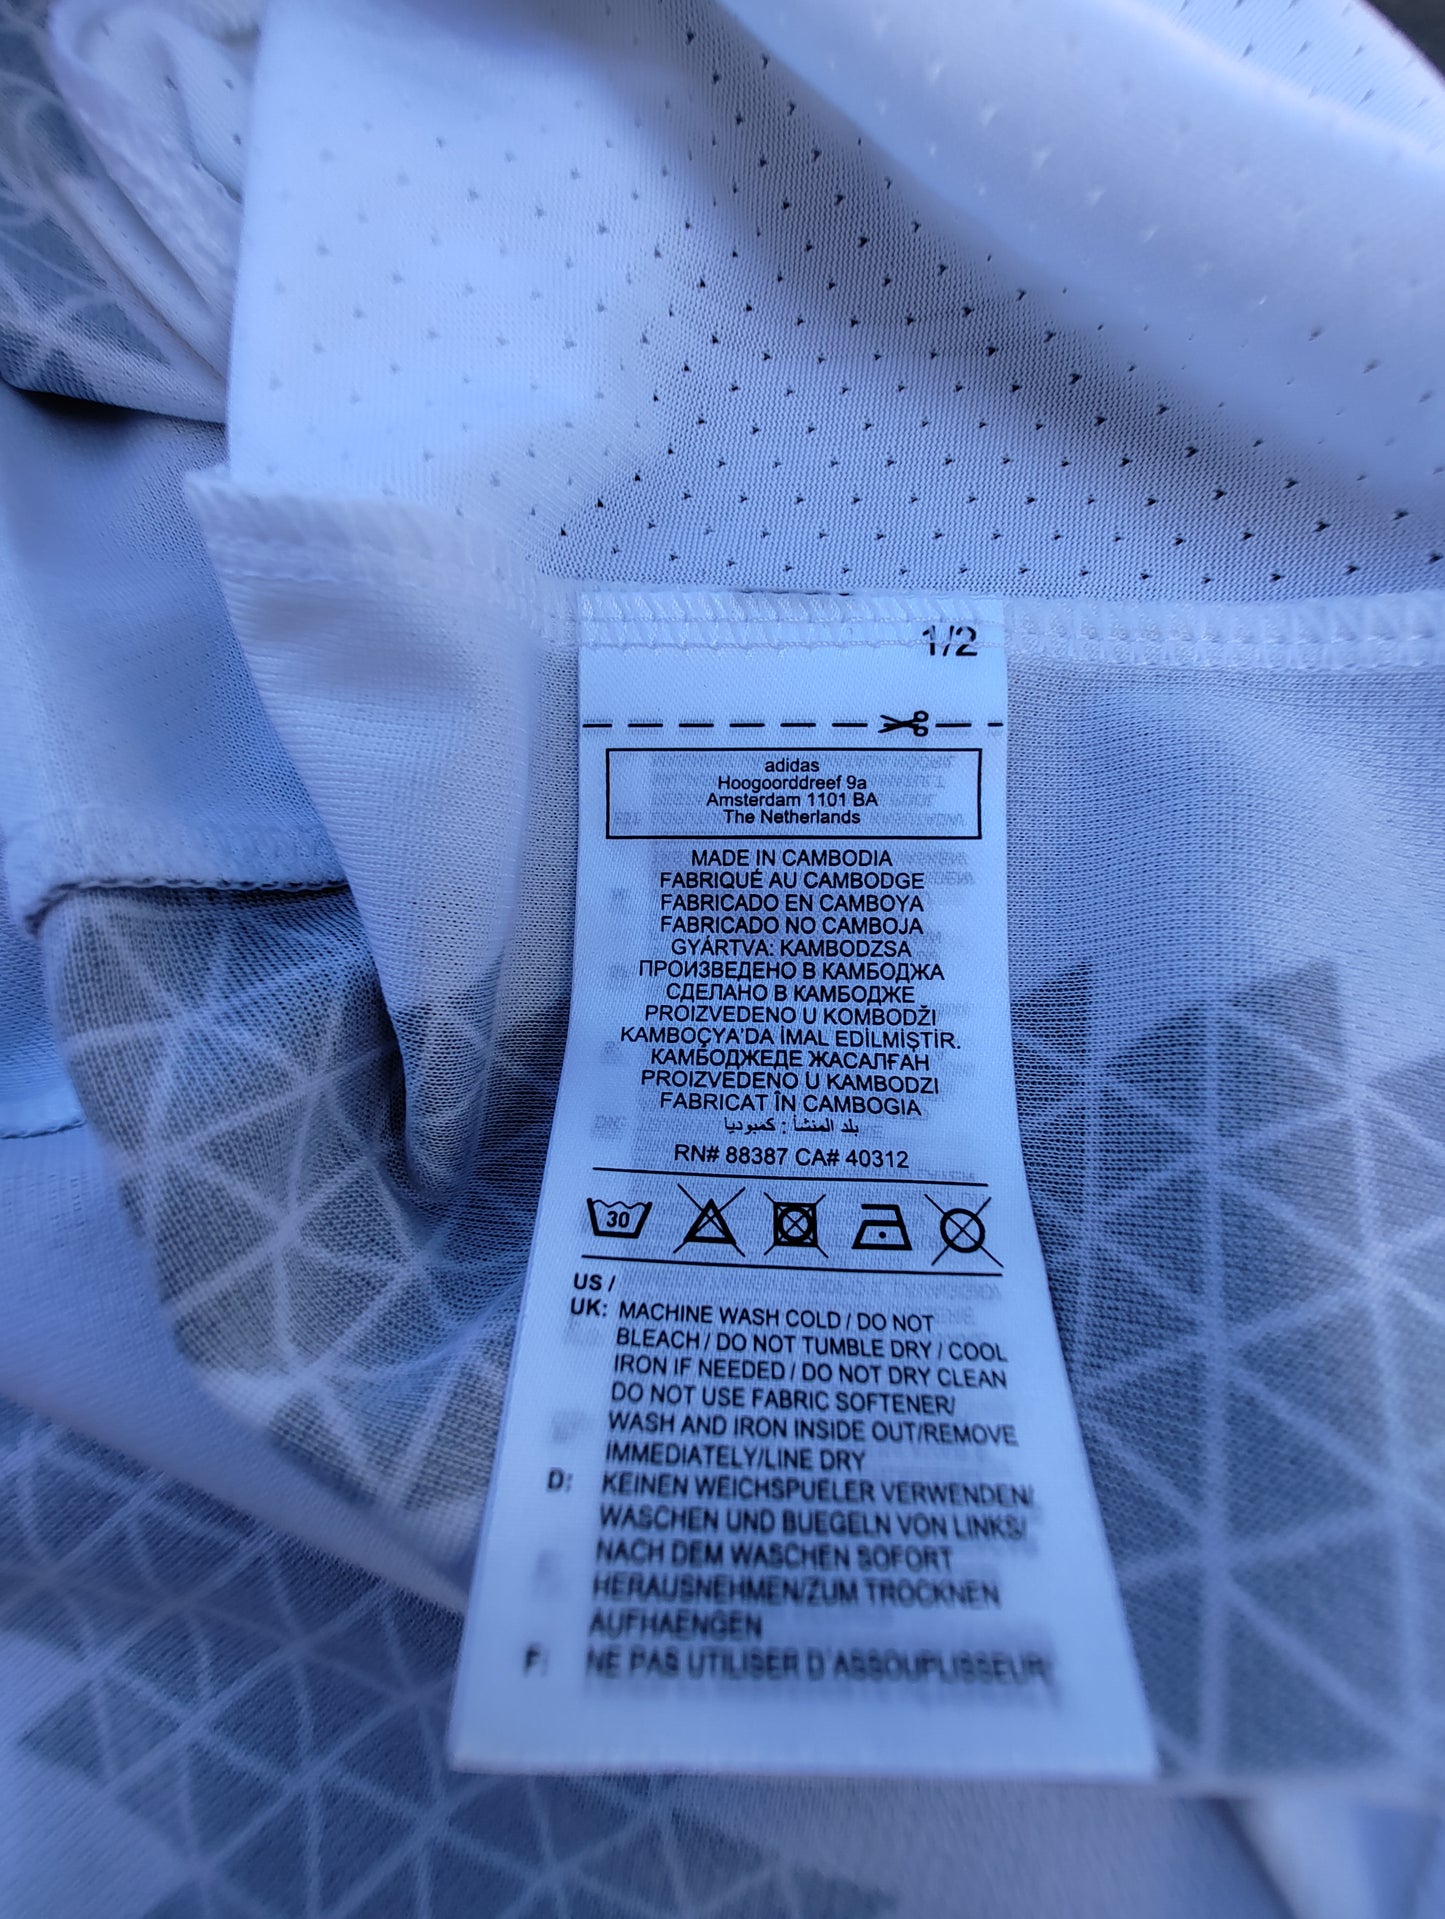 1/2
adidas
Hoogoorddreef 9a
Amsterdam 1101 BA
The Netherlands
MADE IN CAMBODIA
FABRIQUÉ AU CAMBODGE
FABRICADO EN CAMBOYA
FABRICADO NO CAMBOJA
GYÁRTVA: KAMBODZSA
ПРОИЗВЕДЕНО В КАМБОДЖА
СДЕЛАНО В КАМБОДЖЕ
PROIZVEDENO U KOMBODŽI
KAMBOÇYA'DA İMAL EDİLMİŞTİR.
КАМБОДЖЕДЕ ЖАСАЛҒАН
PROIZVEDENO U KAMBODZI
FABRICAT ÎN CAMBOGIA
بلد المنشأ : كمبوديا
RN# 88387 CA# 40312
30
US /
UK: MACHINE WASH COLD / DO NOT
BLEACH / DO NOT TUMBLE DRY / COOL
IRON IF NEEDED / DO NOT DRY CLEAN
DO NOT USE FABRIC SOFTENER/
WASH AND IRON INSIDE OUT/REMOVE
IMMEDIATELY/LINE DRY
D: KEINEN WEICHSPUELER VERWENDEN/
WASCHEN UND BUEGELN VON LINKS/
NACH DEM WASCHEN SOFORT
HERAUSNEHMEN/ZUM TROCKNEN
AUFHAENGEN
F: NE PAS UTILISER D'ASSOUPLISSEUR/